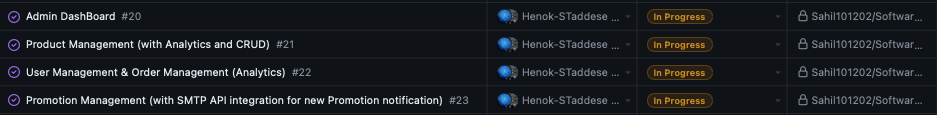 Admin DashBoard #20 Henok-STaddese ... In Progress Sahil101202/Softwar...
Product Management (with Analytics and CRUD) #21 Henok-STaddese ... In Progress Sahil101202/Softwar...
User Management & Order Management (Analytics) #22 Henok-STaddese ... In Progress Sahil101202/Softwar...
Promotion Management (with SMTP API integration for new Promotion notification) #23 Henok-STaddese ... In Progress Sahil101202/Softwar...